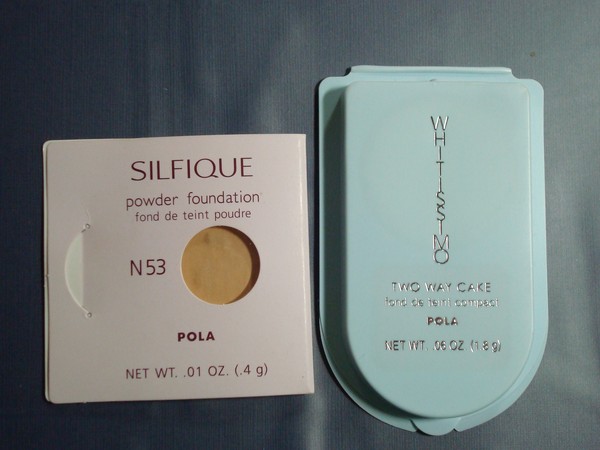 SILFIQUE
powder foundation
fond de teint poudre
N53
POLA
NET WT. .01 OZ. (.4 g)
WHITISSIMO
TWO WAY CAKE
fond de teint compact
POLA
NET WT. .06 OZ. (1.8 g)